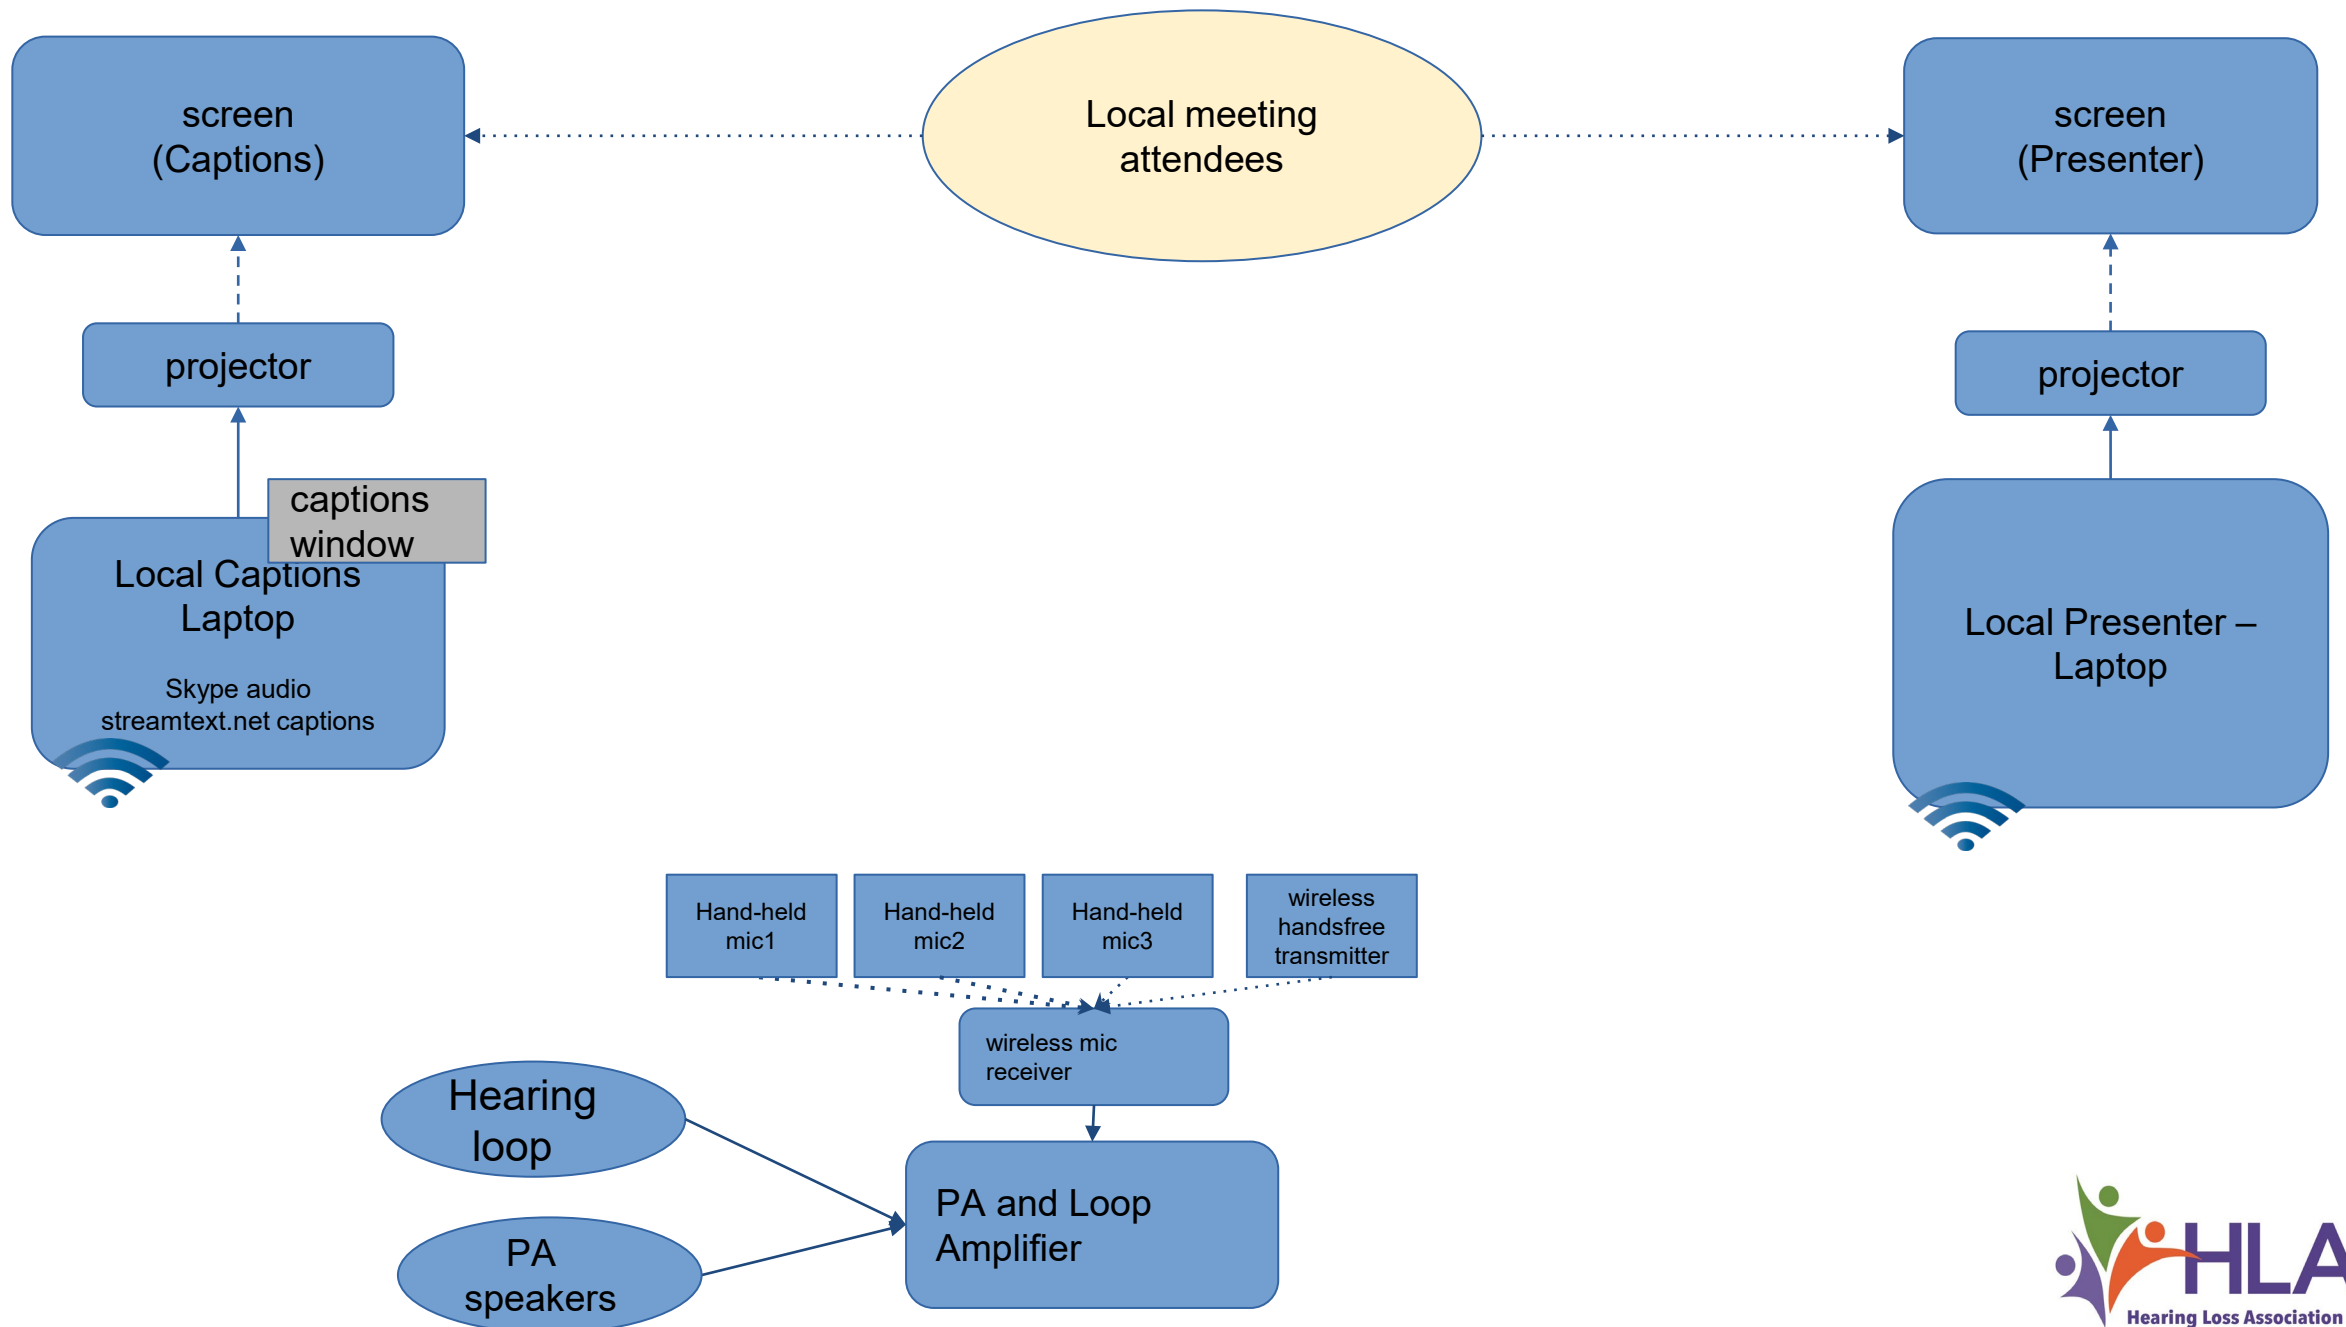 screen
(Captions)
Local meeting
attendees
screen
(Presenter)
projector
projector
captions
window
Local Captions
Laptop
Skype audio
streamtext.net captions
Local Presenter –
Laptop
Hand-held
mic1
Hand-held
mic2
Hand-held
mic3
wireless
handsfree
transmitter
wireless mic
receiver
Hearing
loop
PA and Loop
Amplifier
PA
speakers
HLA
Hearing Loss Association